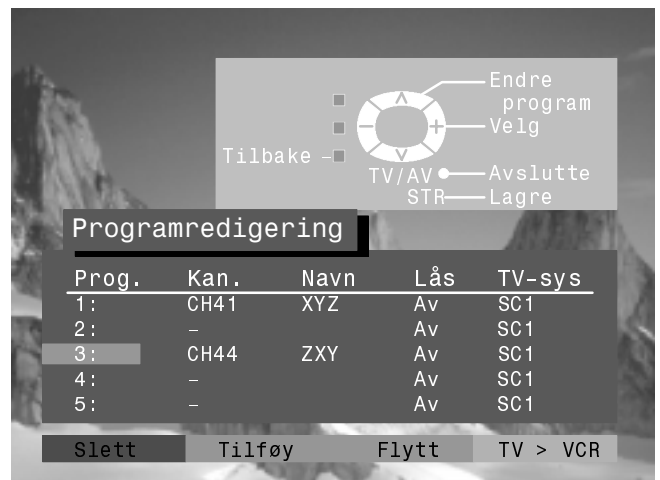 Endre
program
Velg
Tilbake –
TV/AV
Avslutte
STR
Lagre
Programredigering
Prog. Kan. Navn Lås TV-sys
1: CH41 XYZ Av SC1
2: – Av SC1
3: CH44 ZXY Av SC1
4: – Av SC1
5: – Av SC1
Slett Tilføy Flytt TV > VCR